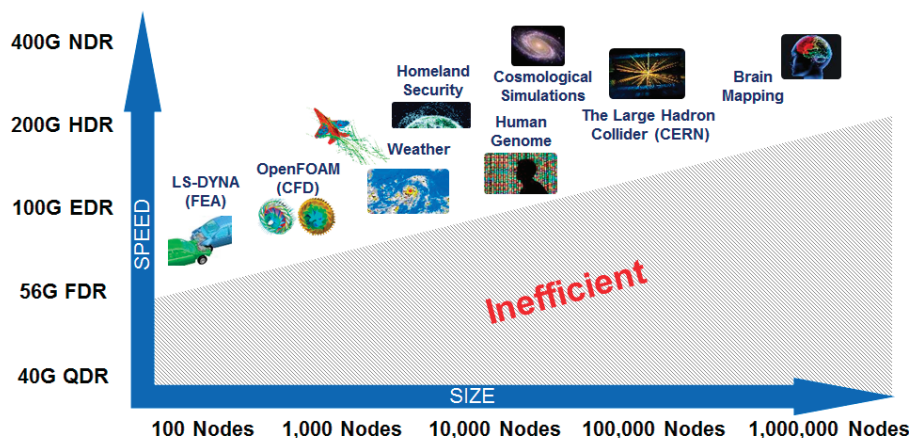 400G NDR
200G HDR
100G EDR
56G FDR
40G QDR
SPEED
LS-DYNA
(FEA)
OpenFOAM
(CFD)
Homeland
Security
Weather
Cosmological
Simulations
Human
Genome
The Large Hadron
Collider (CERN)
Brain
Mapping
Inefficient
SIZE
100 Nodes
1,000 Nodes
10,000 Nodes
100,000 Nodes
1,000,000 Nodes